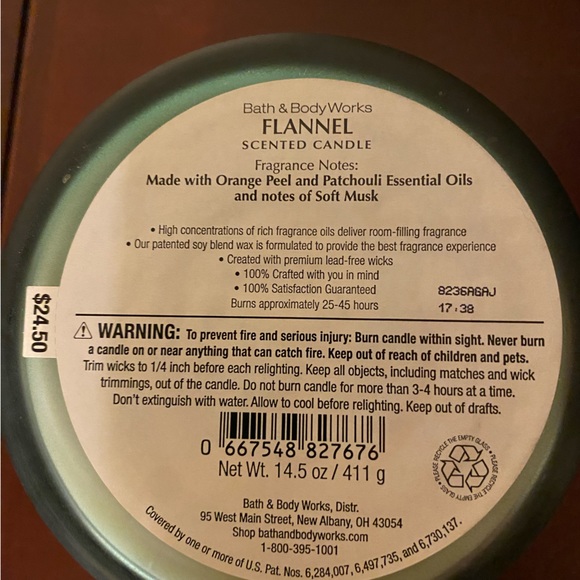 Bath & Body Works
FLANNEL
SCENTED CANDLE
Fragrance Notes:
Made with Orange Peel and Patchouli Essential Oils
and notes of Soft Musk
• High concentrations of rich fragrance oils deliver room-filling fragrance
• Our patented soy blend wax is formulated to provide the best fragrance experience
• Created with premium lead-free wicks
• 100% Crafted with you in mind
• 100% Satisfaction Guaranteed
Burns approximately 25-45 hours
8236A6AJ
17:38
$24.50
⚠ WARNING: To prevent fire and serious injury: Burn candle within sight. Never burn
a candle on or near anything that can catch fire. Keep out of reach of children and pets.
Trim wicks to 1/4 inch before each relighting. Keep all objects, including matches and wick
trimmings, out of the candle. Do not burn candle for more than 3-4 hours at a time.
Don't extinguish with water. Allow to cool before relighting. Keep out of drafts.
0 667548 827676
Net Wt. 14.5 oz / 411 g
• PLEASE RECYCLE THE EMPTY GLASS • PLEASE RECYCLE THE EMPTY GLASS
Bath & Body Works, Distr.
95 West Main Street, New Albany, OH 43054
Shop bathandbodyworks.com
1-800-395-1001
Covered by one or more of U.S. Pat. Nos. 6,284,007, 6,497,735, and 6,730,137.